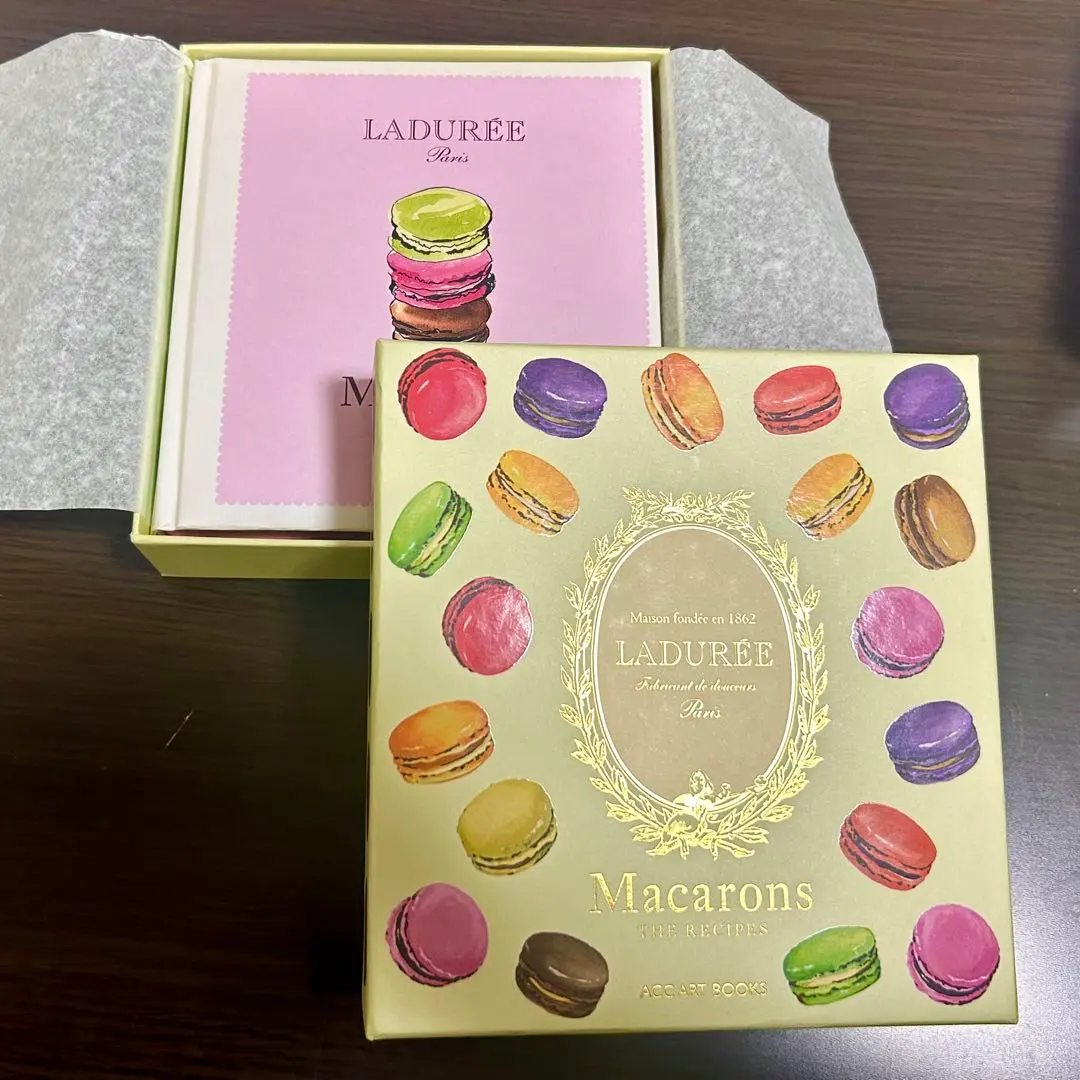 LADURÉE
Paris
M
Maison fondée en 1862
LADURÉE
Fabricant de douceurs
Paris
Macarons
THE RECIPES
ACC ART BOOKS